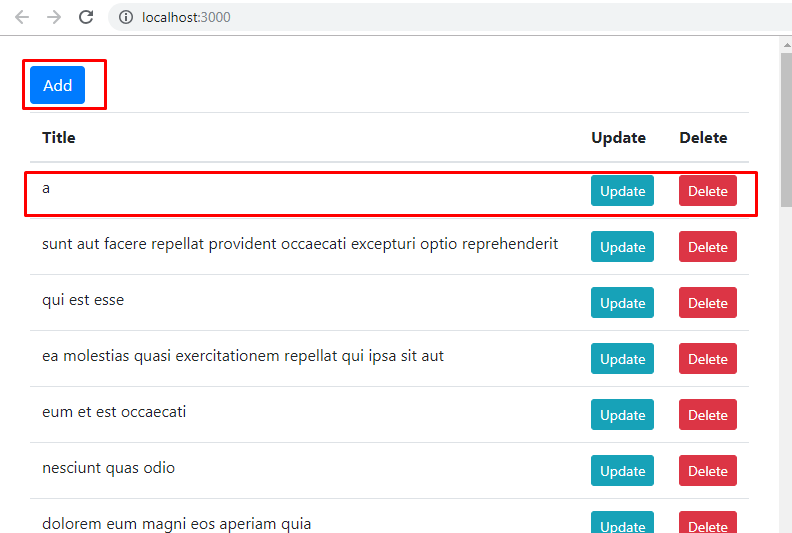 localhost:3000
Add
Title Update Delete
a Update Delete
sunt aut facere repellat provident occaecati excepturi optio reprehenderit Update Delete
qui est esse Update Delete
ea molestias quasi exercitationem repellat qui ipsa sit aut Update Delete
eum et est occaecati Update Delete
nesciunt quas odio Update Delete
dolorem eum magni eos aperiam quia Update Delete